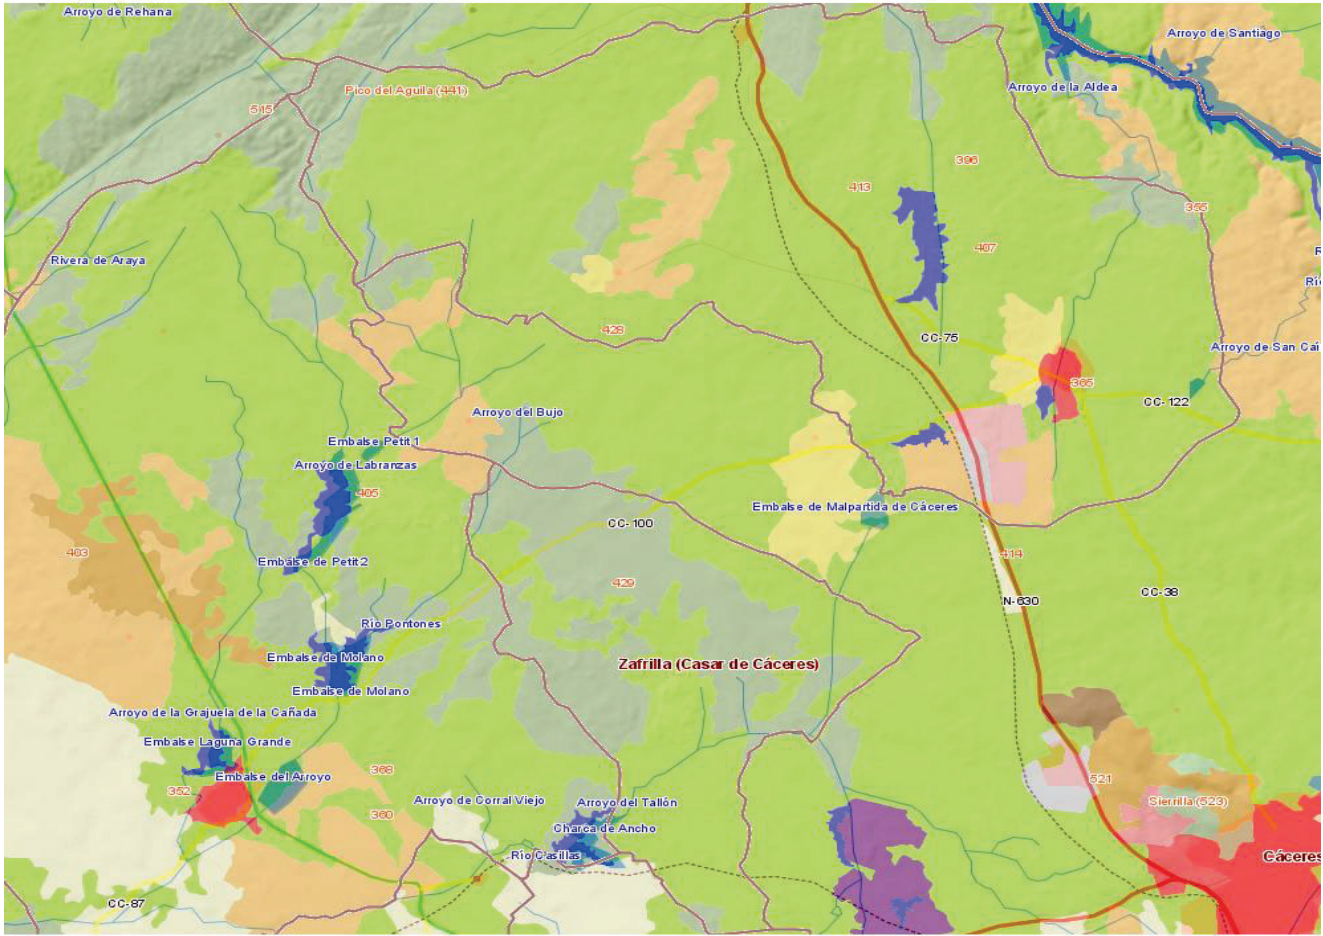 Arroyo de Rehana
Arroyo de Santiago
Pico del Aguila (441)
Arroyo de la Aldea
515
396
413
355
407
Rivera de Araya
428
CC-75
Arroyo de San Caí
365
CC-122
Arroyo del Bujo
Embalse Petit 1
Arroyo de Labranzas
405
Embalse de Malpartida de Cáceres
CC-100
403
414
Embalse de Petit 2
429
CC-38
N-630
Río Pontones
Embalse de Molano
Zafrilla (Casar de Cáceres)
Embalse de Molano
Arroyo de la Grajuela de la Cañada
Embalse Laguna Grande
368
Embalse del Arroyo
521
352
Arroyo de Corral Viejo
Arroyo del Tallón
Sierrilla (523)
360
Charca de Ancho
Río Casillas
Cáceres
CC-87